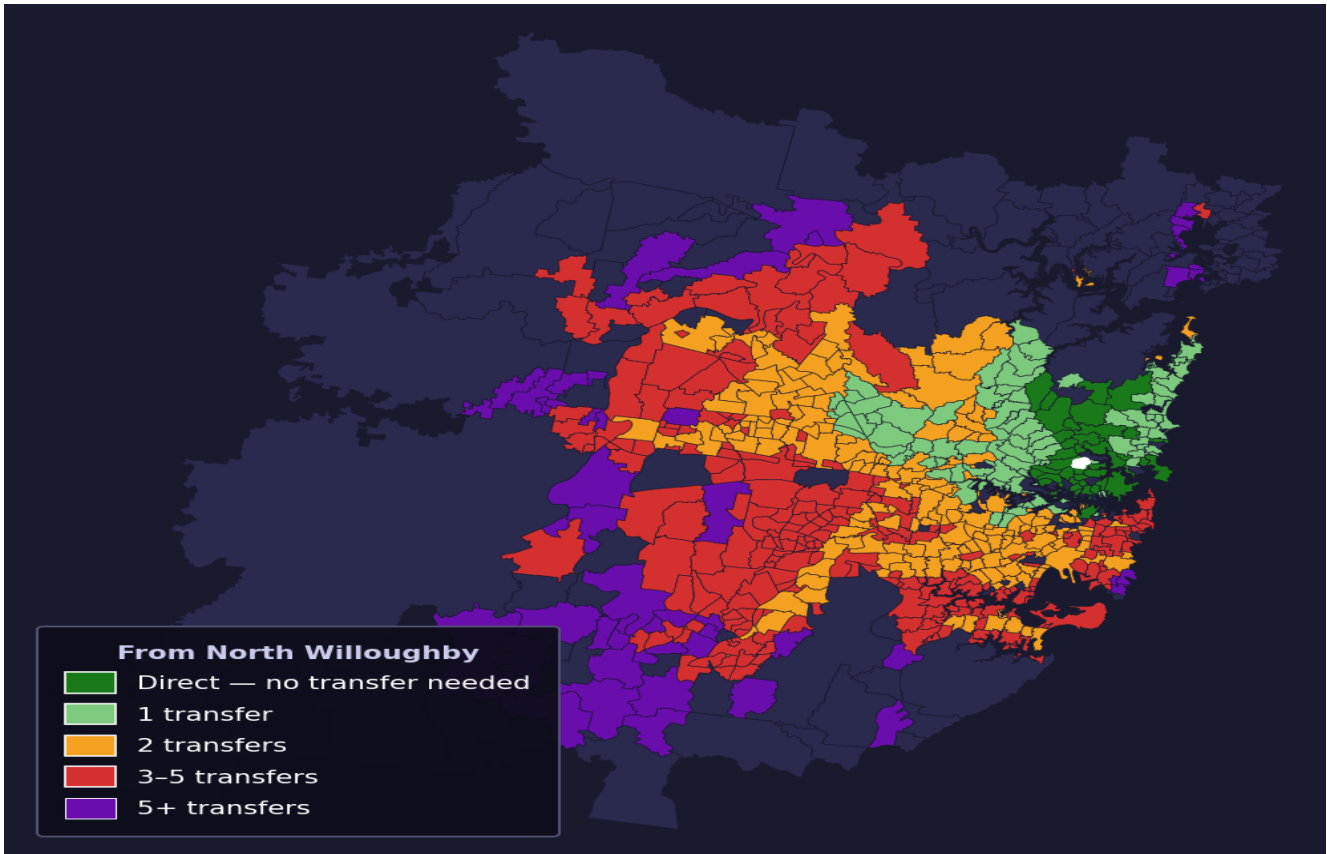 From North Willoughby
Direct — no transfer needed
1 transfer
2 transfers
3–5 transfers
5+ transfers